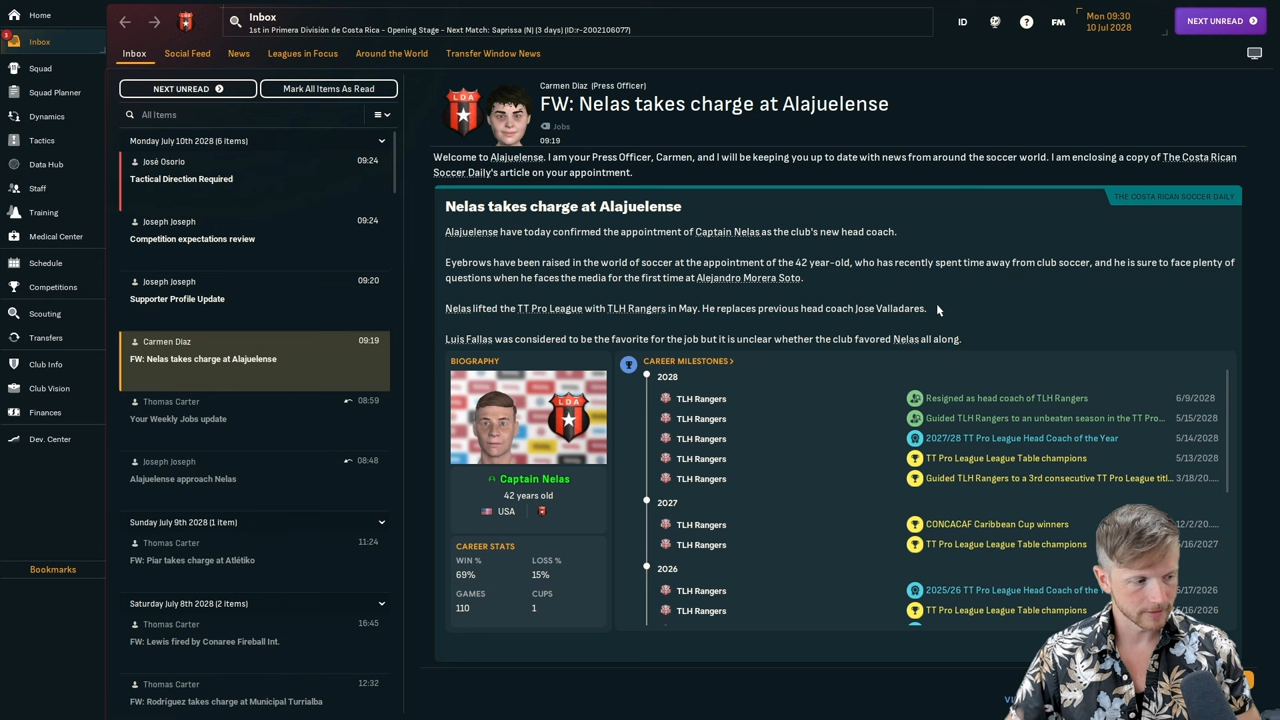 Home
3
Inbox
Squad
Squad Planner
Dynamics
Tactics
Data Hub
Staff
Training
Medical Center
Schedule
Competitions
Scouting
Transfers
Club Info
Club Vision
Finances
Dev. Center
Bookmarks
Inbox
1st in Primera División de Costa Rica - Opening Stage - Next Match: Saprissa (N) (3 days) (ID:r-2002106077)
ID
?
FM
Mon 09:30
10 Jul 2028
NEXT UNREAD
Inbox
Social Feed
News
Leagues in Focus
Around the World
Transfer Window News
NEXT UNREAD
Mark All Items As Read
All Items
Monday July 10th 2028 (6 items)
José Osorio 09:24
Tactical Direction Required
Joseph Joseph 09:24
Competition expectations review
Joseph Joseph 09:20
Supporter Profile Update
Carmen Diaz 09:19
FW: Nelas takes charge at Alajuelense
Thomas Carter 08:59
Your Weekly Jobs update
Joseph Joseph 08:48
Alajuelense approach Nelas
Sunday July 9th 2028 (1 item)
Thomas Carter 11:24
FW: Piar takes charge at Atlético
Saturday July 8th 2028 (2 items)
Thomas Carter 16:45
FW: Lewis fired by Conaree Fireball Int.
Thomas Carter 12:32
FW: Rodríguez takes charge at Municipal Turrialba
LDA
Carmen Diaz (Press Officer)
FW: Nelas takes charge at Alajuelense
Jobs
09:19
Welcome to Alajuelense. I am your Press Officer, Carmen, and I will be keeping you up to date with news from around the soccer world. I am enclosing a copy of The Costa Rican
Soccer Daily's article on your appointment.
THE COSTA RICAN SOCCER DAILY
Nelas takes charge at Alajuelense
Alajuelense have today confirmed the appointment of Captain Nelas as the club's new head coach.
Eyebrows have been raised in the world of soccer at the appointment of the 42 year-old, who has recently spent time away from club soccer, and he is sure to face plenty of
questions when he faces the media for the first time at Alejandro Morera Soto.
Nelas lifted the TT Pro League with TLH Rangers in May. He replaces previous head coach Jose Valladares.
Luis Fallas was considered to be the favorite for the job but it is unclear whether the club favored Nelas all along.
BIOGRAPHY
LDA
Captain Nelas
42 years old
USA
CAREER STATS
WIN % LOSS %
69% 15%
GAMES CUPS
110 1
CAREER MILESTONES >
2028
TLH Rangers Resigned as head coach of TLH Rangers 6/9/2028
TLH Rangers Guided TLH Rangers to an unbeaten season in the TT Pro... 5/15/2028
TLH Rangers 2027/28 TT Pro League Head Coach of the Year 5/14/2028
TLH Rangers TT Pro League League Table champions 5/13/2028
TLH Rangers Guided TLH Rangers to a 3rd consecutive TT Pro League titl... 3/18/20.....
2027
TLH Rangers CONCACAF Caribbean Cup winners 12/2/20.....
TLH Rangers TT Pro League League Table champions /16/2027
2026
TLH Rangers 2025/26 TT Pro League Head Coach of the 5/17/2026
TLH Rangers TT Pro League League Table champions 5/16/2026